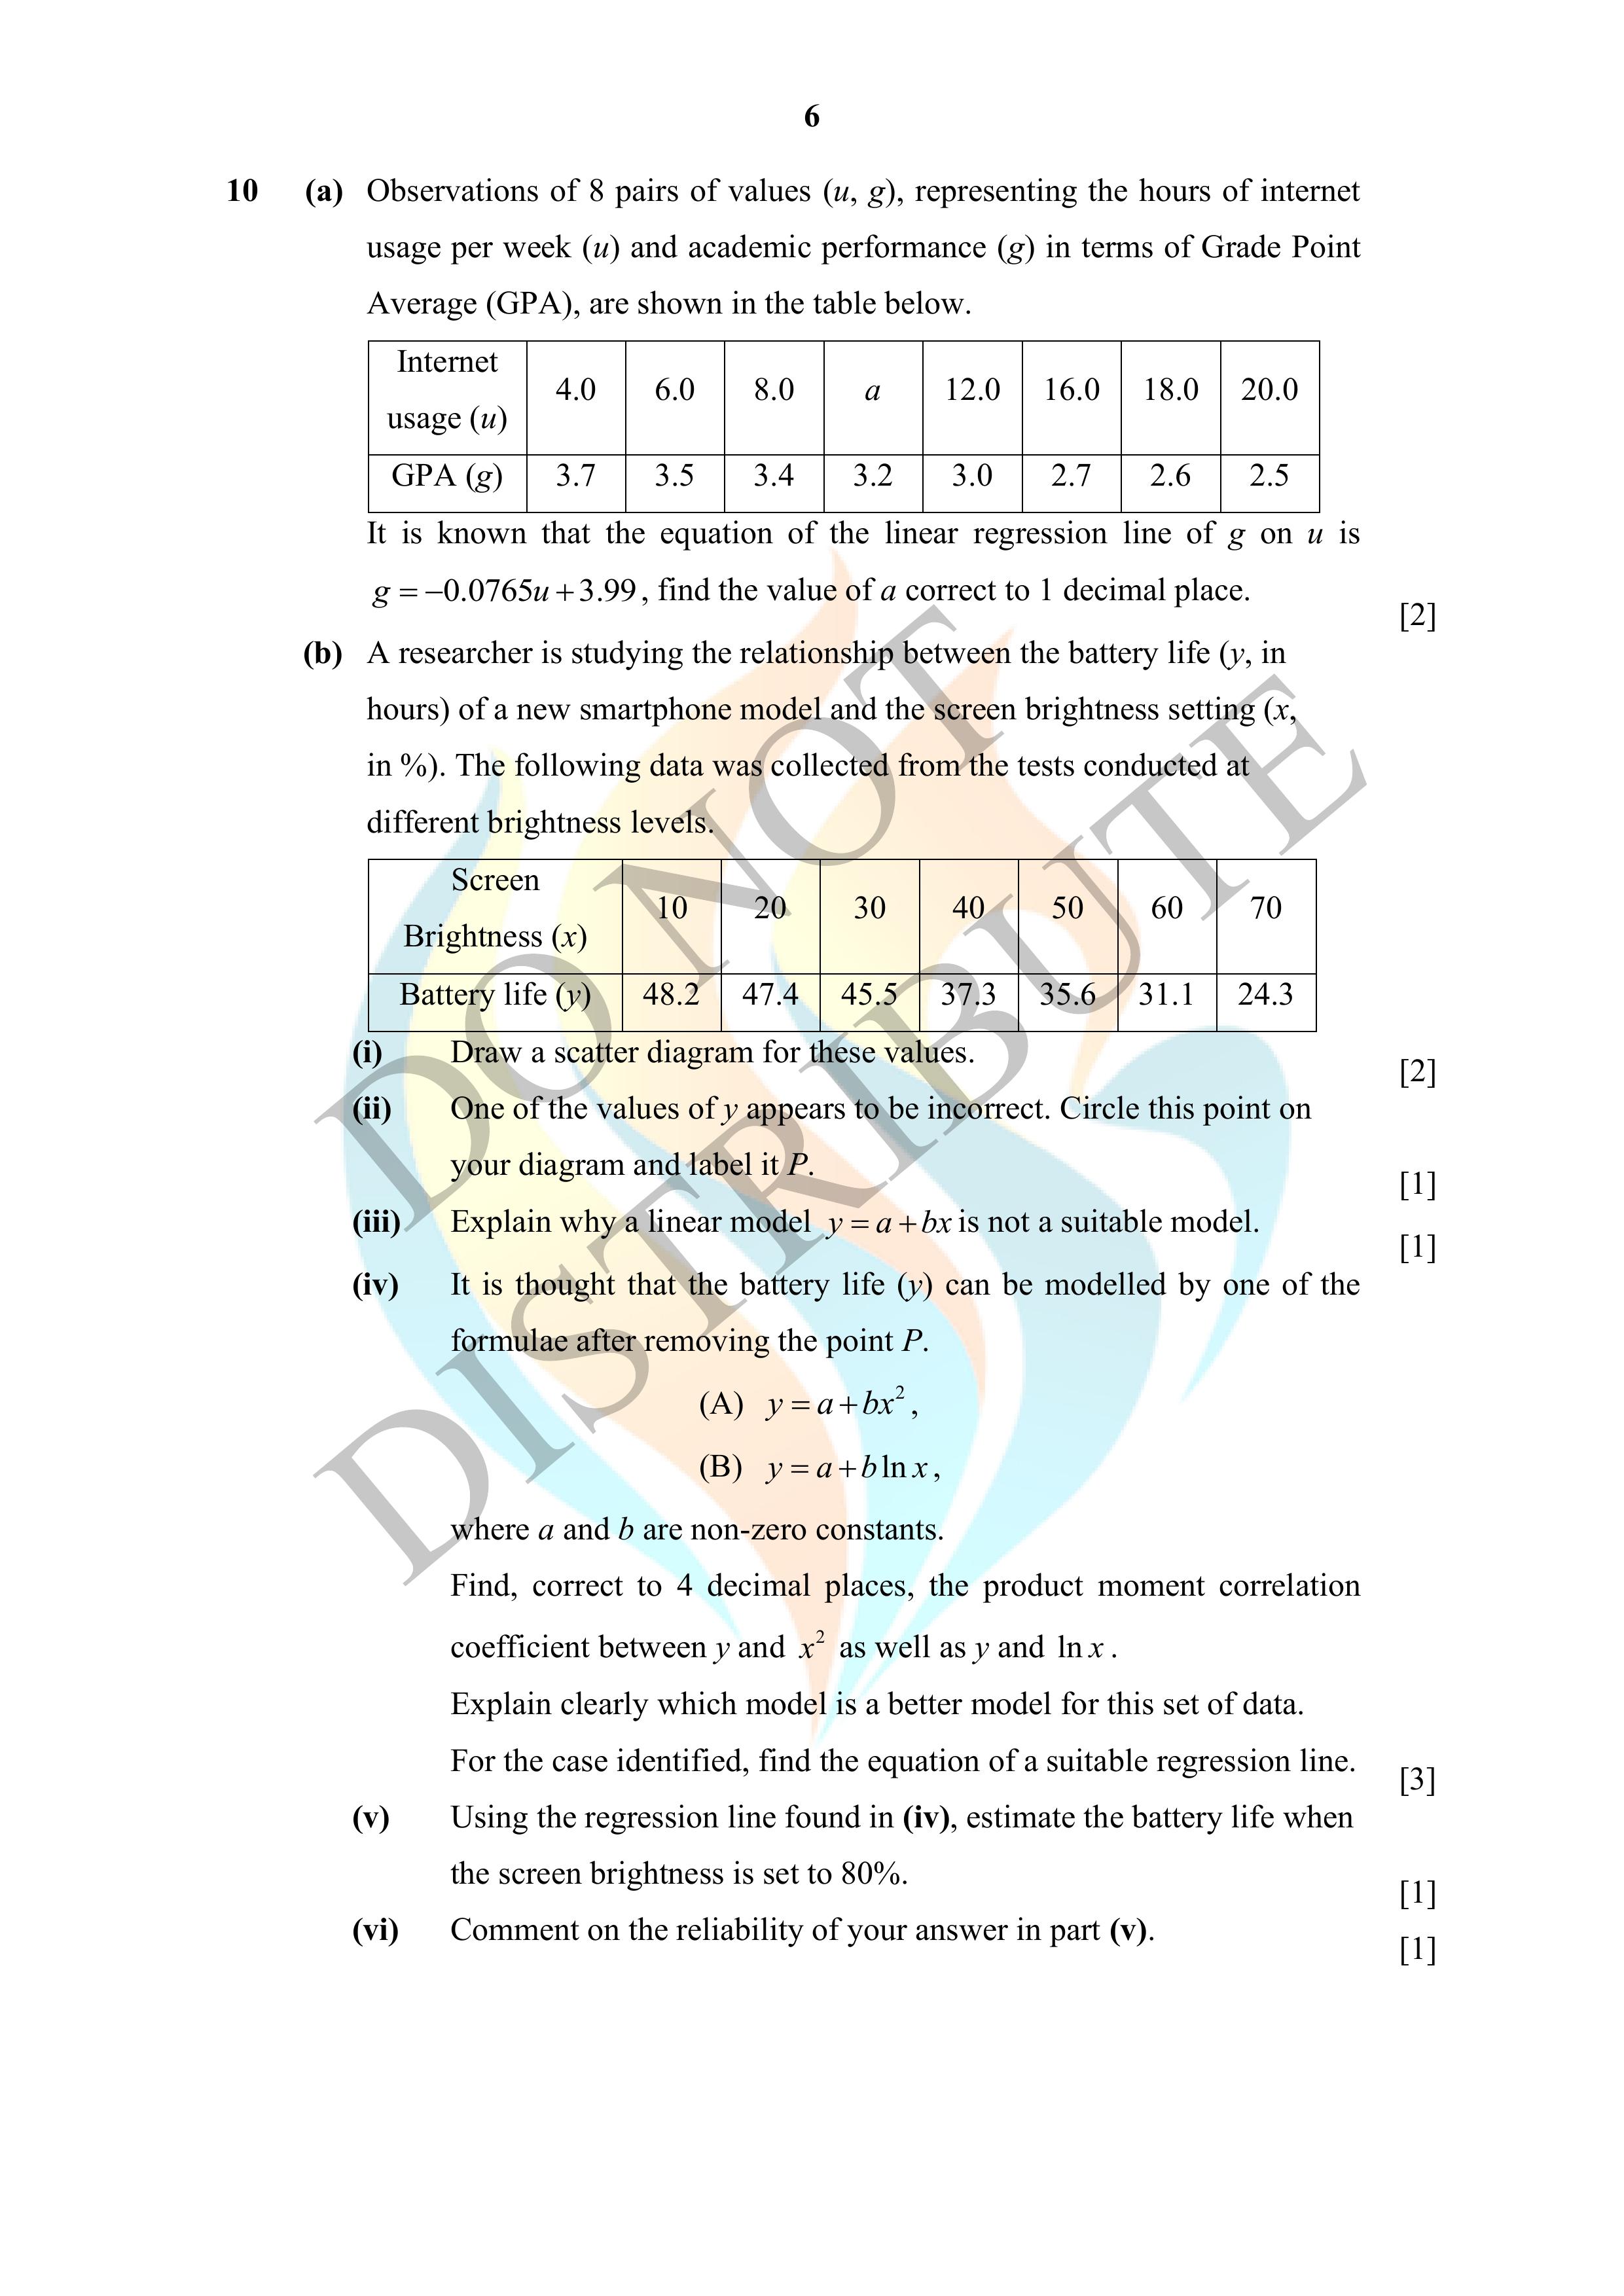 6
10 (a) Observations of 8 pairs of values (u, g), representing the hours of internet
usage per week (u) and academic performance (g) in terms of Grade Point
Average (GPA), are shown in the table below.
Internet usage (u) 4.0 6.0 8.0 a 12.0 16.0 18.0 20.0
GPA (g) 3.7 3.5 3.4 3.2 3.0 2.7 2.6 2.5
It is known that the equation of the linear regression line of g on u is
g = −0.0765u + 3.99, find the value of a correct to 1 decimal place.
[2]
(b) A researcher is studying the relationship between the battery life (y, in
hours) of a new smartphone model and the screen brightness setting (x,
in %). The following data was collected from the tests conducted at
different brightness levels.
Screen Brightness (x) 10 20 30 40 50 60 70
Battery life (y) 48.2 47.4 45.5 37.3 35.6 31.1 24.3
(i) Draw a scatter diagram for these values.
[2]
(ii) One of the values of y appears to be incorrect. Circle this point on
your diagram and label it P.
[1]
(iii) Explain why a linear model y = a + bx is not a suitable model.
[1]
(iv) It is thought that the battery life (y) can be modelled by one of the
formulae after removing the point P.
(A) y = a + bx²,
(B) y = a + b ln x,
where a and b are non-zero constants.
Find, correct to 4 decimal places, the product moment correlation
coefficient between y and x² as well as y and ln x .
Explain clearly which model is a better model for this set of data.
For the case identified, find the equation of a suitable regression line.
[3]
(v) Using the regression line found in (iv), estimate the battery life when
the screen brightness is set to 80%.
[1]
(vi) Comment on the reliability of your answer in part (v).
[1]
DO NOT
DISTRIBUTE